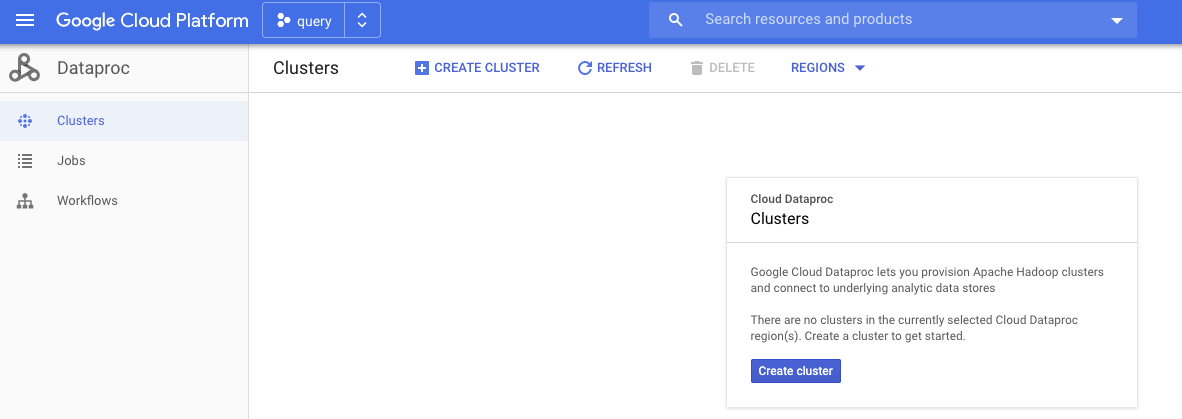 Google Cloud Platform
query
Search resources and products
Dataproc
Clusters
CREATE CLUSTER
REFRESH
DELETE
REGIONS
Clusters
Jobs
Workflows
Cloud Dataproc
Clusters
Google Cloud Dataproc lets you provision Apache Hadoop clusters
and connect to underlying analytic data stores
There are no clusters in the currently selected Cloud Dataproc
region(s). Create a cluster to get started.
Create cluster